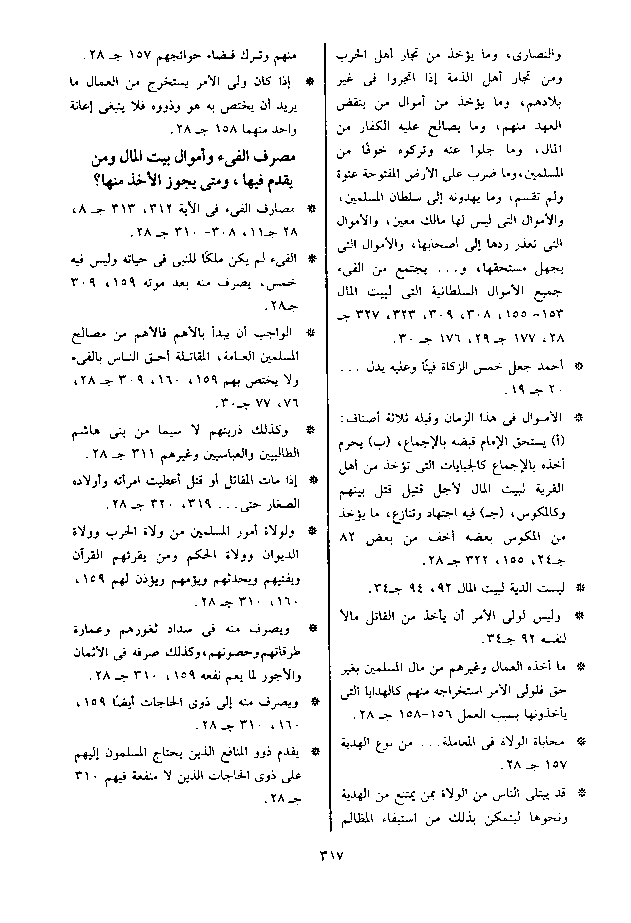 والنصارى، وما يؤخذ من تجار أهل الحرب
ومن تجار أهل الذمة إذا اتجروا فى غير
بلادهم، وما يؤخذ من أموال من ينقض
العهد منهم، وما يصالح عليه الكفار من
المال، وما جلوا عنه وتركوه خوفًا من
المسلمين،وما ضرب على الأرض المفتوحة عنوة
ولم تقسم، وما يهدونه إلى سلطان المسلمين،
والأموال التى ليس لها مالك معين، والأموال
التى تعذر ردها إلى أصحابها، والأموال التى
يجهل مستحقها، و... يجتمع من الفىء
جميع الأموال السلطانية التى لبيت المال
١٥٣- ١٥٥، ٣٠٨، ٣٠٩، ٣٢٣، ٣٢٧ جـ
٢٨، ١٧٧ جـ ٢٩، ١٧٦ جـ ٣٠.
* أحمد جعل خمس الزكاة فيئًا وعليه يدل ...
٢٠ جـ ١٩.
* الأموال فى هذا الزمان وقبله ثلاثة أصناف:
(أ) يستحق الإمام قبضه بالإجماع، (ب) يحرم
أخذه بالإجماع كالجبايات التى تؤخذ من أهل
القرية لبيت المال لأجل قتيل قتل بينهم
وكالمكوس، (جـ) فيه اجتهاد وتنازع، ما يؤخذ
من المكوس بعضه أخف من بعض ٨٢
جـ٢٤، ١٥٥، ٣٢٢ جـ ٢٨.
* ليست الدية لبيت المال ٩٢، ٩٤ جـ٣٤.
* وليس لولى الأمر أن يأخذ من القاتل مالاً
لنفسه ٩٢ جـ٣٤.
* ما أخذه العمال وغيرهم من مال المسلمين بغير
حق فلولى الأمر استخراجه منهم كالهدايا التى
يأخذونها بسبب العمل ١٥٦-١٥٨ جـ ٢٨.
* محاباة الولاة فى المعاملة... من نوع الهدية
١٥٧ جـ ٢٨.
* قد يبتلى الناس من الولاة بمن يمتنع من الهدية
ونحوها ليتمكن بذلك من استيفاء المظالم
منهم وترك قضاء حوائجهم ١٥٧ جـ ٢٨.
* إذا كان ولى الأمر يستخرج من العمال ما
يريد أن يختص به هو وذووه فلا ينبغى إعانة
واحد منهما ١٥٨ جـ ٢٨.
مصرف الفىء وأموال بيت المال ومن
يقدم فيها ، ومتى يجوز الأخذ منها؟
* مصارف الفىء فى الآية ٣١٢، ٣١٣ جـ ٨،
٢٨ جـ١١، ٣٠٨- ٣١٠ جـ ٢٨.
* الفىء لم يكن ملكًا للنبى فى حياته وليس فيه
خمس، يصرف منه بعد موته ١٥٩، ٣٠٩
جـ٢٨.
* الواجب أن يبدأ بالأهم فالأهم من مصالح
المسلمين العامة، المقاتلة أحق الناس بالفىء
ولا يختص بهم ١٥٩، ١٦٠، ٣٠٩ جـ ٢٨،
٧٦، ٧٧ جـ٣٠.
* وكذلك ذريتهم لا سيما من بنى هاشم
الطالبيين والعباسيين وغيرهم ٣١١ جـ ٢٨.
* إذا مات المقاتل أو قتل أعطيت امرأته وأولاده
الصغار حتى... ٣١٩، ٣٢٠ جـ ٢٨.
* ولولاة أمور المسلمين من ولاة الحرب وولاة
الديوان وولاة الحكم ومن يقرئهم القرآن
ويفتيهم ويحدثهم ويؤمهم ويؤذن لهم ١٥٩،
١٦٠، ٣١٠ جـ ٢٨.
* ويصرف منه فى سداد ثغورهم وعمارة
طرقاتهم وحصونهم، وكذلك صرفه فى الأثمان
والأجور لما يعم نفعه ١٥٩، ٣١٠ جـ ٢٨.
* ويصرف منه إلى ذوى الحاجات أيضًا ١٥٩،
١٦٠، ٣١٠ جـ ٢٨.
* يقدم ذوو المنافع الذين يحتاج المسلمون إليهم
على ذوى الحاجات الذين لا منفعة فيهم ٣١٠
جـ ٢٨.
٣١٧